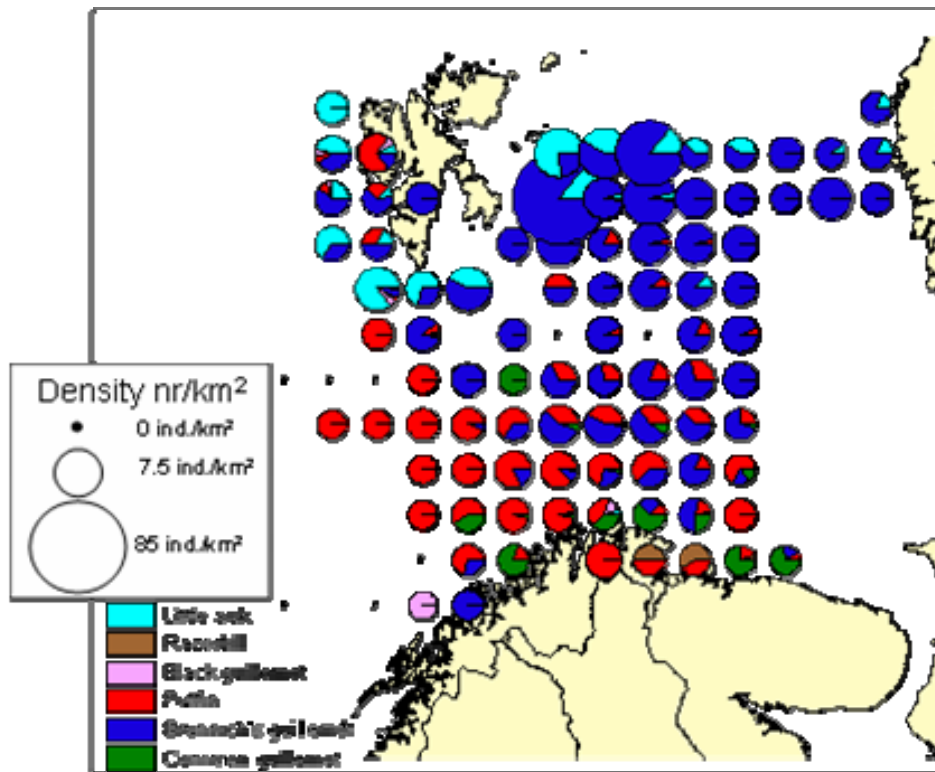 Density nr/km²
0 ind./km²
7.5 ind./km²
85 ind./km²
Little auk
Razorbill
Black guillemot
Puffin
Common guillemot